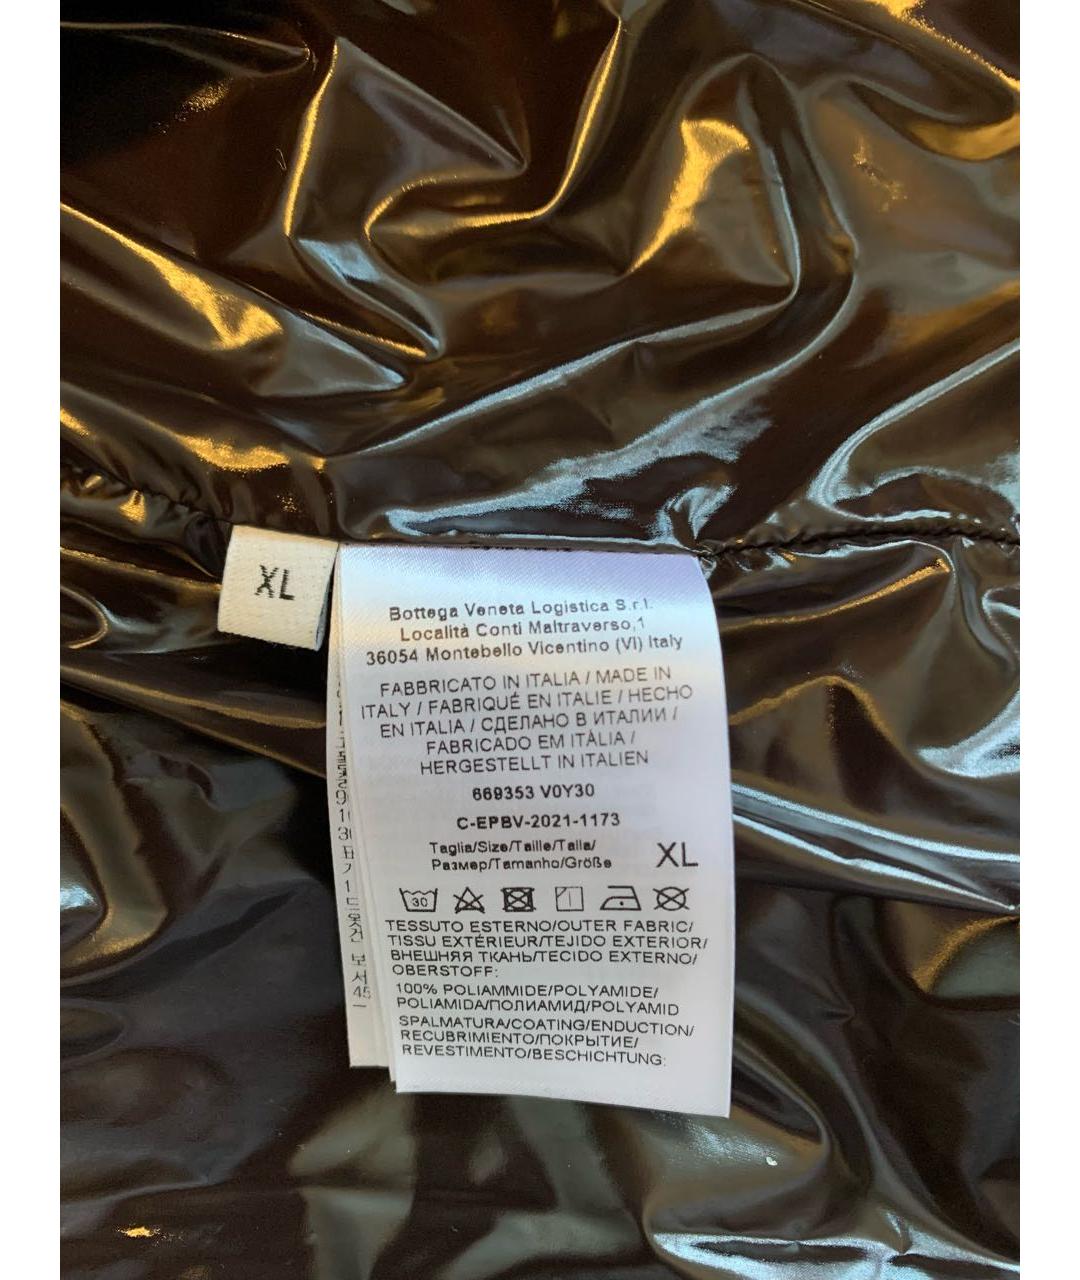 XL
Bottega Veneta Logistica S.r.l.
Località Conti Maltraverso,1
36054 Montebello Vicentino (VI) Italy
FABBRICATO IN ITALIA / MADE IN
ITALY / FABRIQUÉ EN ITALIE / HECHO
EN ITALIA / СДЕЛАНО В ИТАЛИИ /
FABRICADO EM ITÀLIA /
HERGESTELLT IN ITALIEN
669353 V0Y30
C-EPBV-2021-1173
Taglia/Size/Taille/Talla/
Размер/Tamanho/Größe XL
30
TESSUTO ESTERNO/OUTER FABRIC/
TISSU EXTÉRIEUR/TEJIDO EXTERIOR/
ВНЕШНЯЯ ТКАНЬ/TECIDO EXTERNO/
OBERSTOFF:
100% POLIAMMIDE/POLYAMIDE/
POLIAMIDA/ПОЛИАМИД/POLYAMID
SPALMATURA/COATING/ENDUCTION/
RECUBRIMIENTO/ПОКРЫТИЕ/
REVESTIMENTO/BESCHICHTUNG:
45